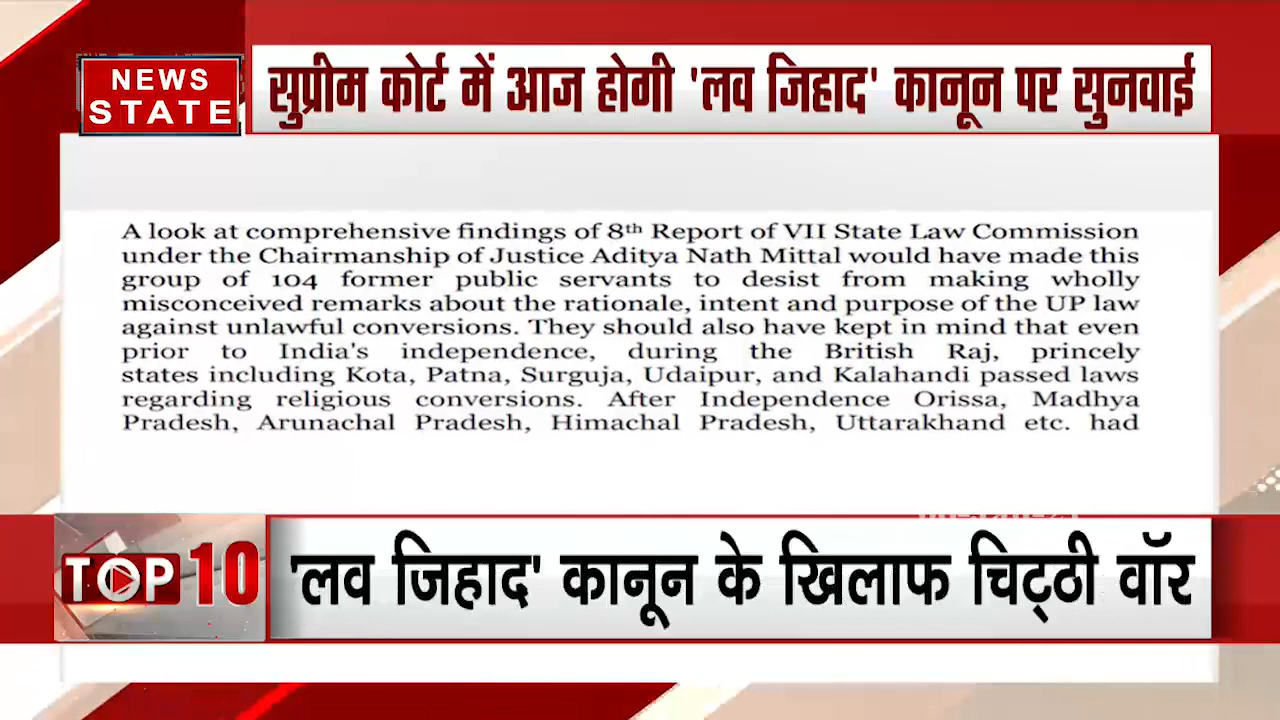 NEWS
STATE
सुप्रीम कोर्ट में आज होगी 'लव जिहाद' कानून पर सुनवाई
A look at comprehensive findings of 8th Report of VII State Law Commission
under the Chairmanship of Justice Aditya Nath Mittal would have made this
group of 104 former public servants to desist from making wholly
misconceived remarks about the rationale, intent and purpose of the UP law
against unlawful conversions. They should also have kept in mind that even
prior to India's independence, during the British Raj, princely
states including Kota, Patna, Surguja, Udaipur, and Kalahandi passed laws
regarding religious conversions. After Independence Orissa, Madhya
Pradesh, Arunachal Pradesh, Himachal Pradesh, Uttarakhand etc. had
TOP 10
'लव जिहाद' कानून के खिलाफ चिट्ठी वॉर